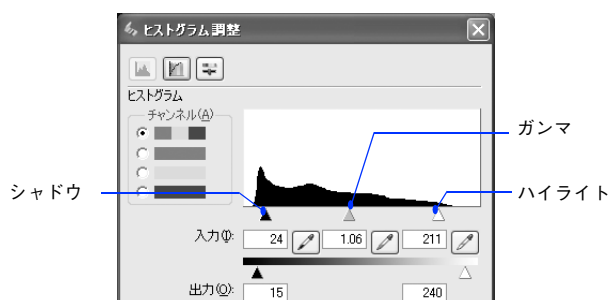 ヒストグラム調整
ヒストグラム
チャンネル(A)
ガンマ
シャドウ
ハイライト
入力(I): 24 1.06 211
出力(O): 15 240